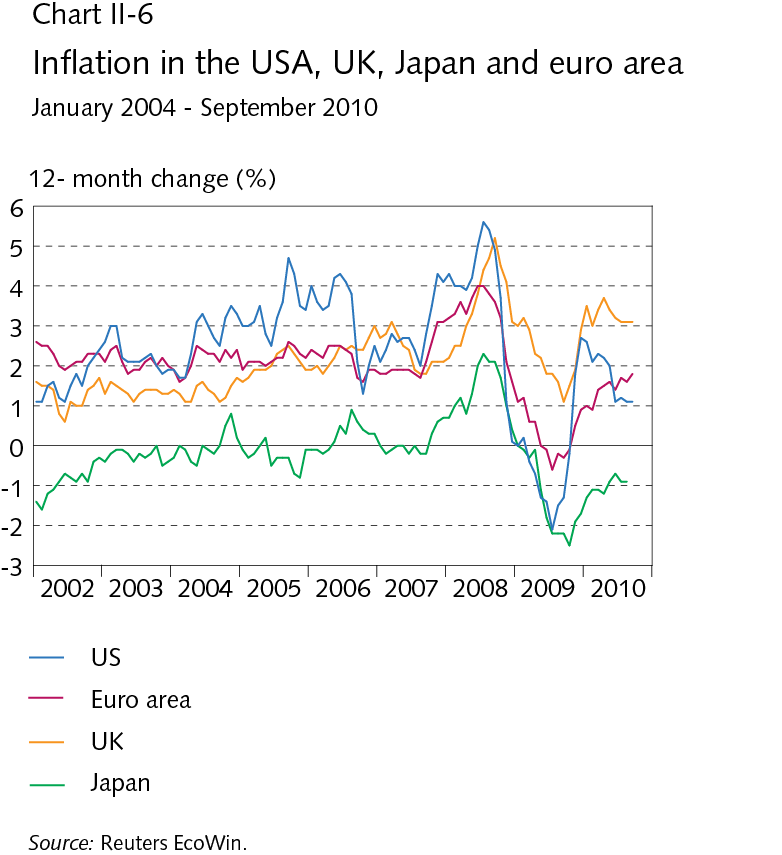 Chart II-6
Inflation in the USA, UK, Japan and euro area
January 2004 - September 2010
12- month change (%)
6
5
4
3
2
1
0
-1
-2
-3
2002 2003 2004 2005 2006 2007 2008 2009 2010
US
Euro area
UK
Japan
Source: Reuters EcoWin.